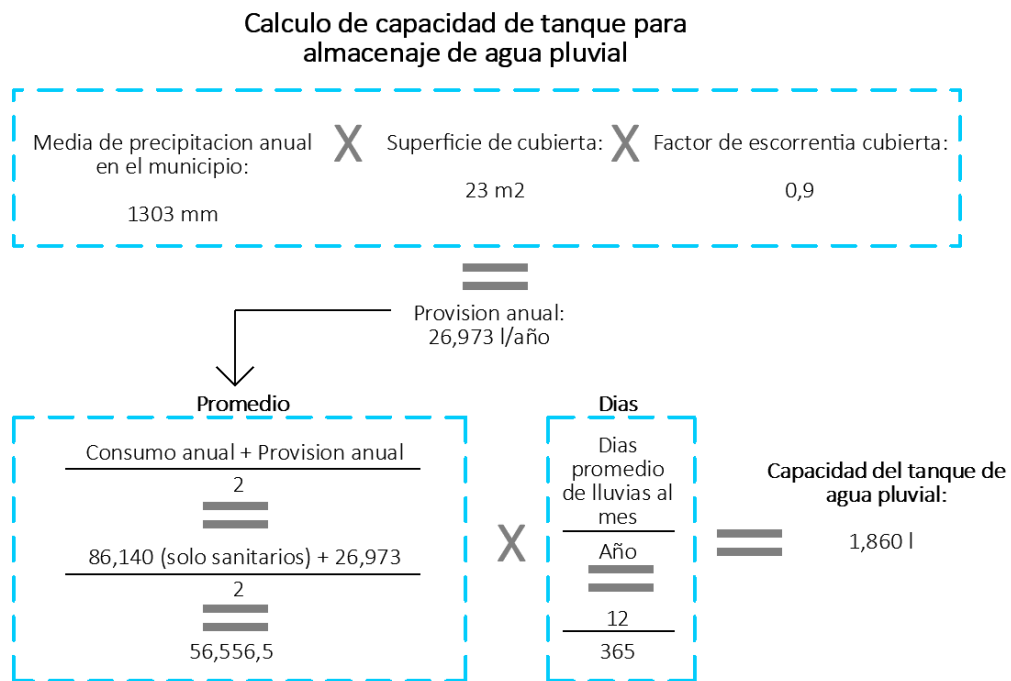 Calculo de capacidad de tanque para
almacenaje de agua pluvial
Media de precipitacion anual
en el municipio:
1303 mm
X
Superficie de cubierta:
23 m2
X
Factor de escorrentia cubierta:
0,9
=
Provision anual:
26,973 l/año
Promedio
Consumo anual + Provision anual
2
=
86,140 (solo sanitarios) + 26,973
2
=
56,556,5
X
Dias
Dias
promedio
de lluvias al
mes
Año
=
12
365
=
Capacidad del tanque de
agua pluvial:
1,860 l